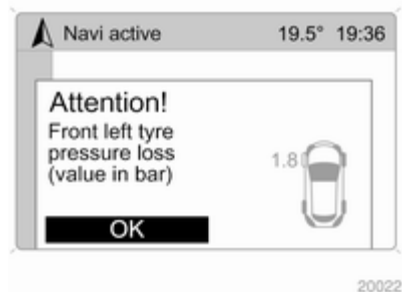 Navi active 19.5° 19:36
Attention!
Front left tyre
pressure loss
(value in bar)
1.8
OK
20022